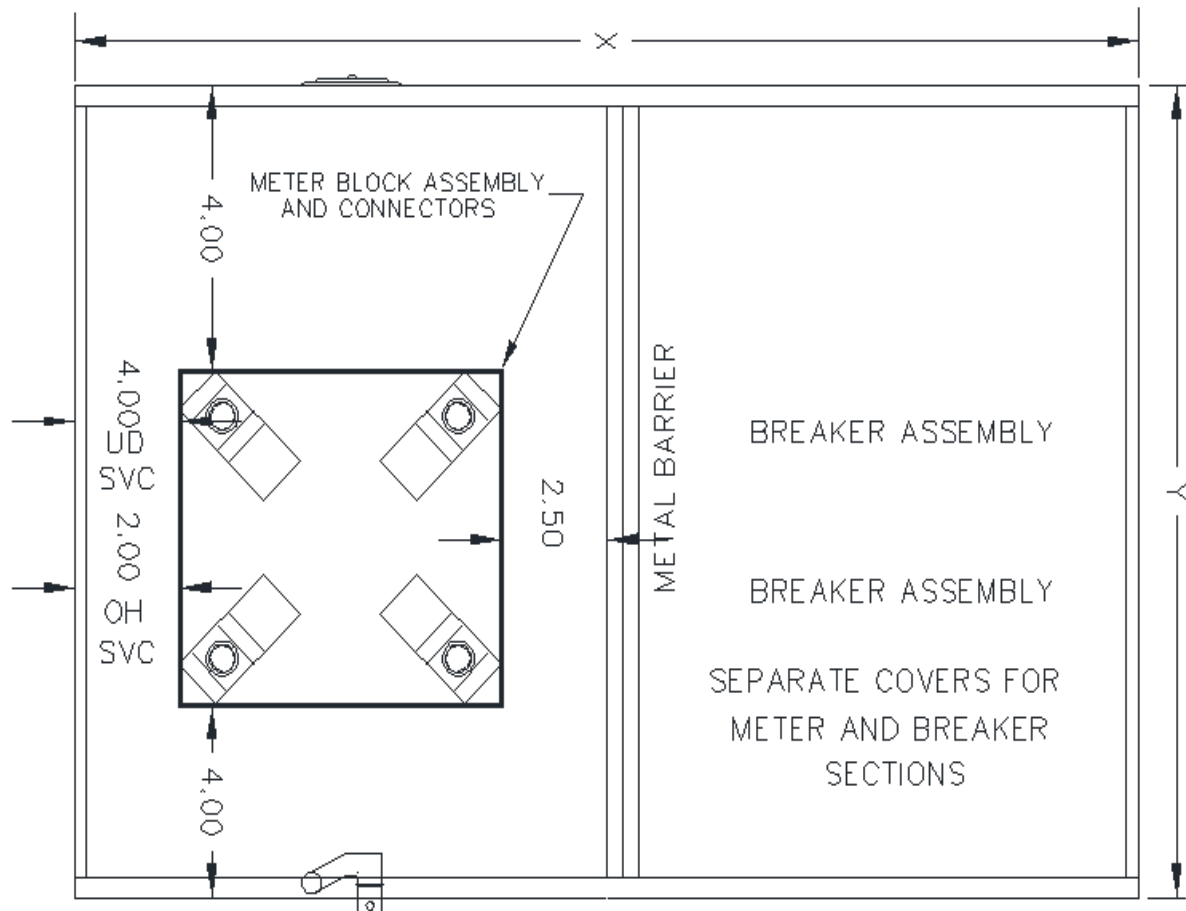 X
METER BLOCK ASSEMBLY
AND CONNECTORS
4.00
4.00
UD
SVC
2.00
OH
SVC
2.50
METAL BARRIER
BREAKER ASSEMBLY
BREAKER ASSEMBLY
SEPARATE COVERS FOR
METER AND BREAKER
SECTIONS
Y
4.00